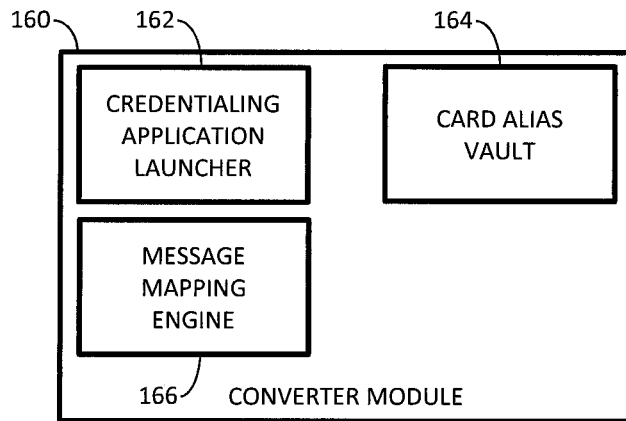 160
162
164
CREDENTIALING
APPLICATION
LAUNCHER
CARD ALIAS
VAULT
MESSAGE
MAPPING
ENGINE
166
CONVERTER MODULE